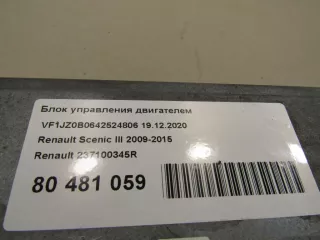 Блок управления двигателем
VF1JZ0B0642524806 19.12.2020
Renault Scenic III 2009-2015
Renault 237100345R
80 481 059